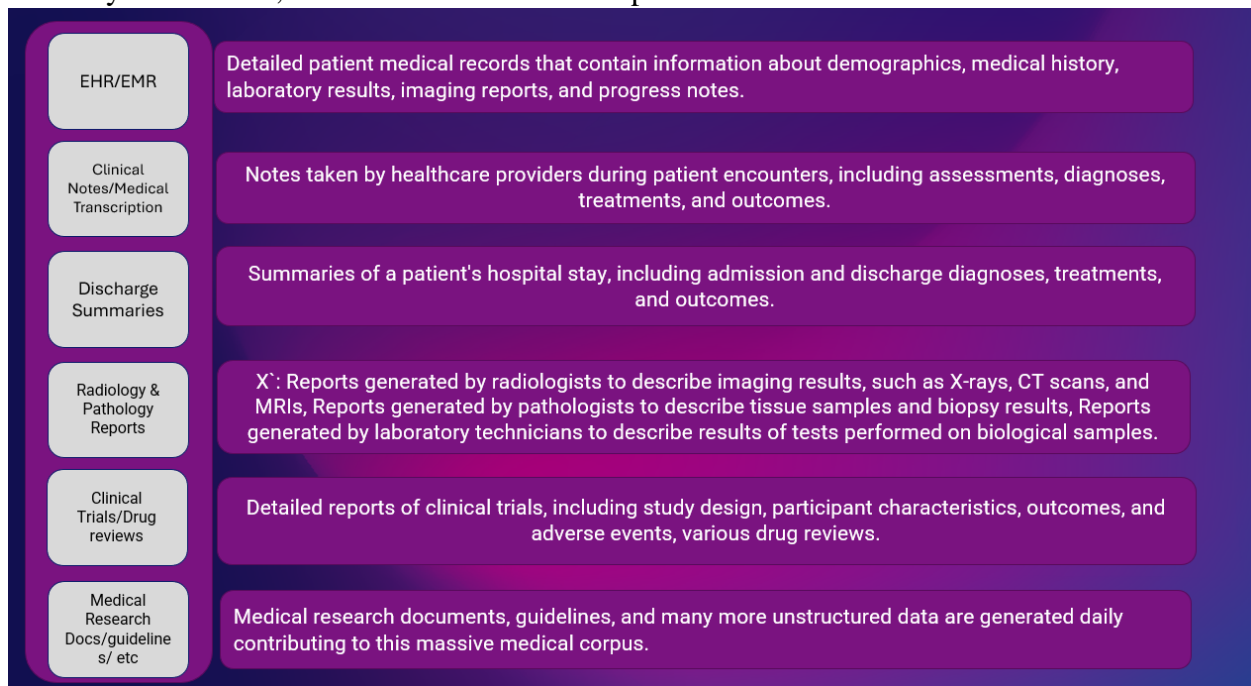 EHR/EMR
Detailed patient medical records that contain information about demographics, medical history,
laboratory results, imaging reports, and progress notes.
Clinical
Notes/Medical
Transcription
Notes taken by healthcare providers during patient encounters, including assessments, diagnoses,
treatments, and outcomes.
Discharge
Summaries
Summaries of a patient's hospital stay, including admission and discharge diagnoses, treatments,
and outcomes.
Radiology &
Pathology
Reports
X`: Reports generated by radiologists to describe imaging results, such as X-rays, CT scans, and
MRIs, Reports generated by pathologists to describe tissue samples and biopsy results, Reports
generated by laboratory technicians to describe results of tests performed on biological samples.
Clinical
Trials/Drug
reviews
Detailed reports of clinical trials, including study design, participant characteristics, outcomes, and
adverse events, various drug reviews.
Medical
Research
Docs/guideline
s/ etc
Medical research documents, guidelines, and many more unstructured data are generated daily
contributing to this massive medical corpus.